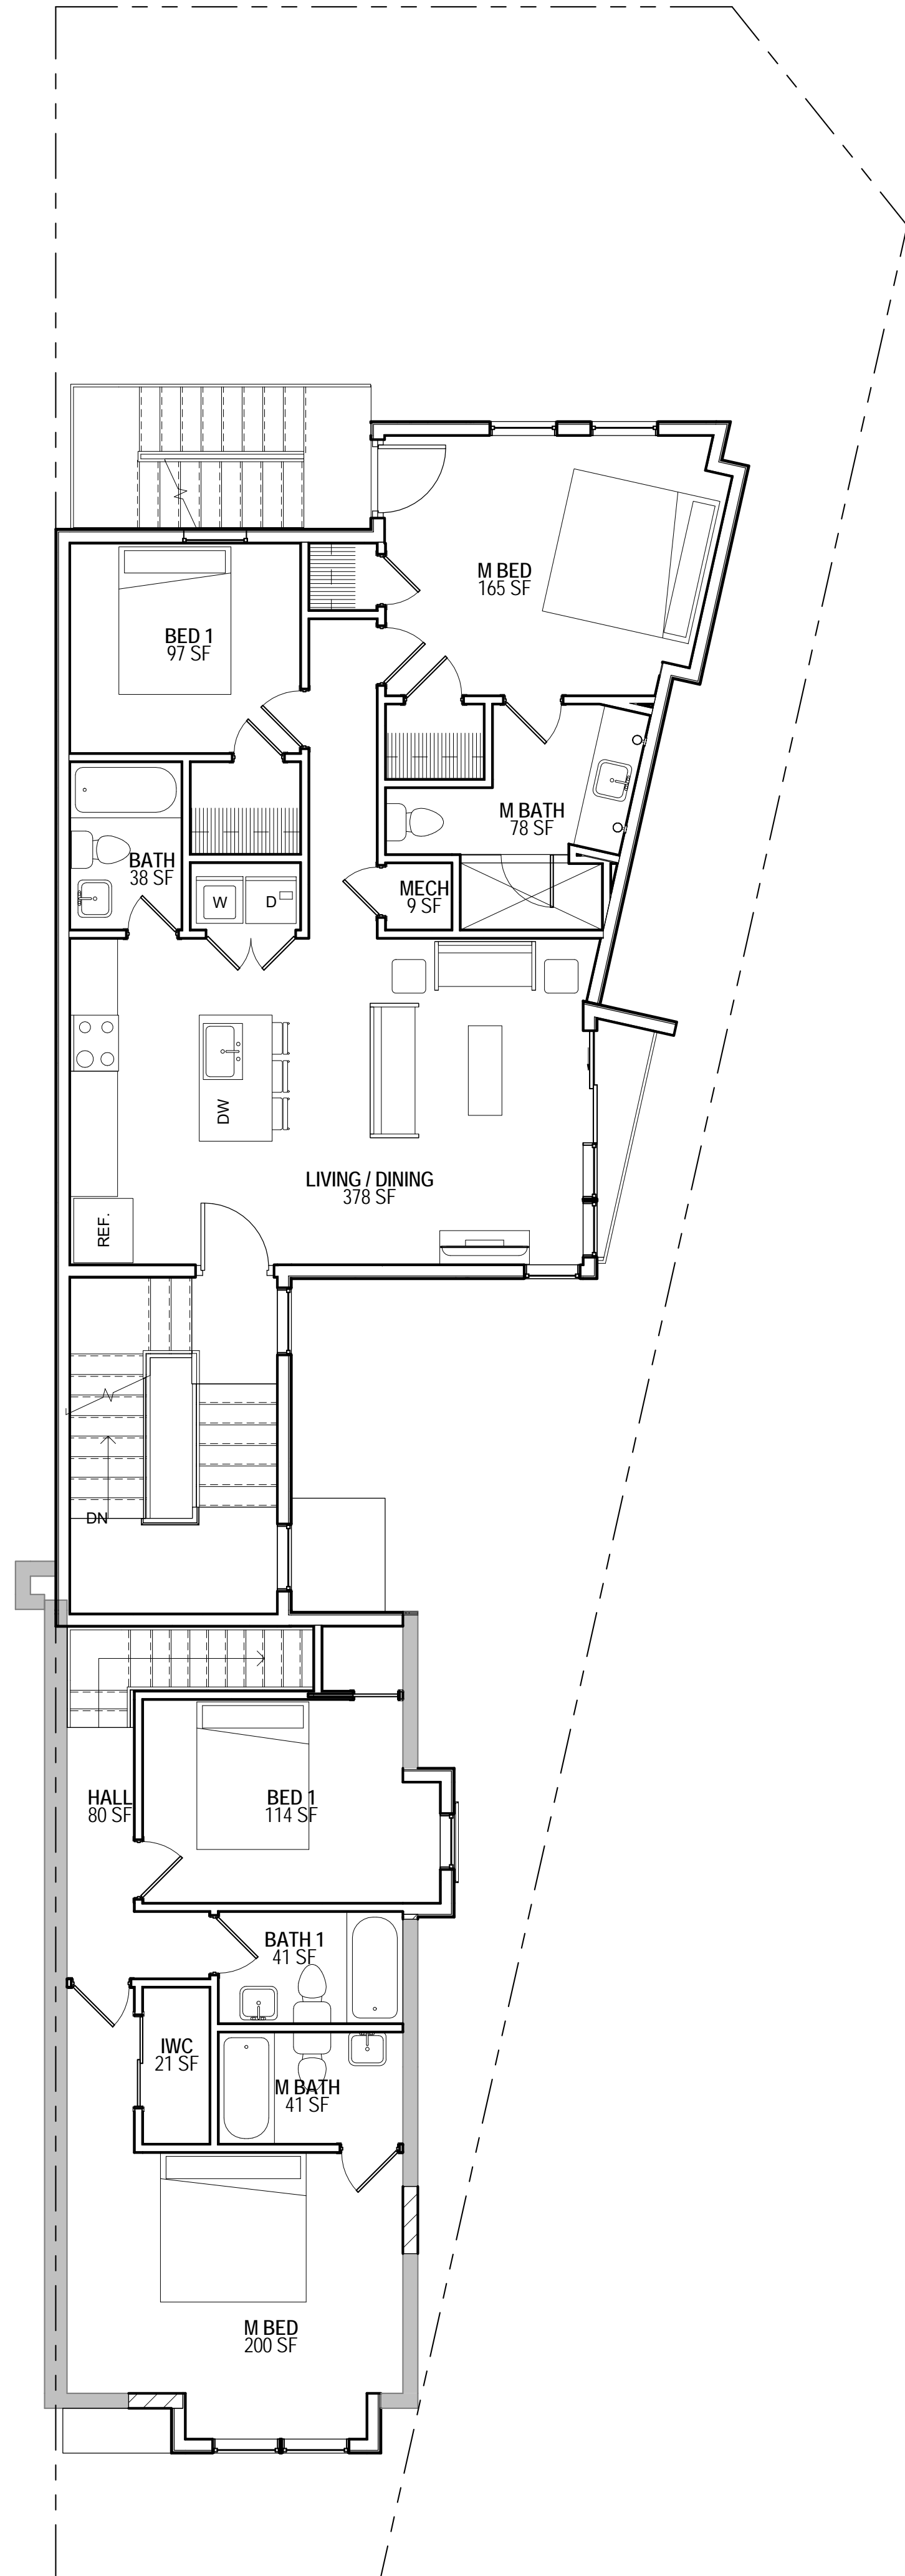 M BED
165 SF
BED 1
97 SF
M BATH
78 SF
BATH
38 SF
MECH
9 SF
W
D
DW
LIVING / DINING
378 SF
REF.
DN
HALL
80 SF
BED 1
114 SF
BATH 1
41 SF
IWC
21 SF
M BATH
41 SF
M BED
200 SF